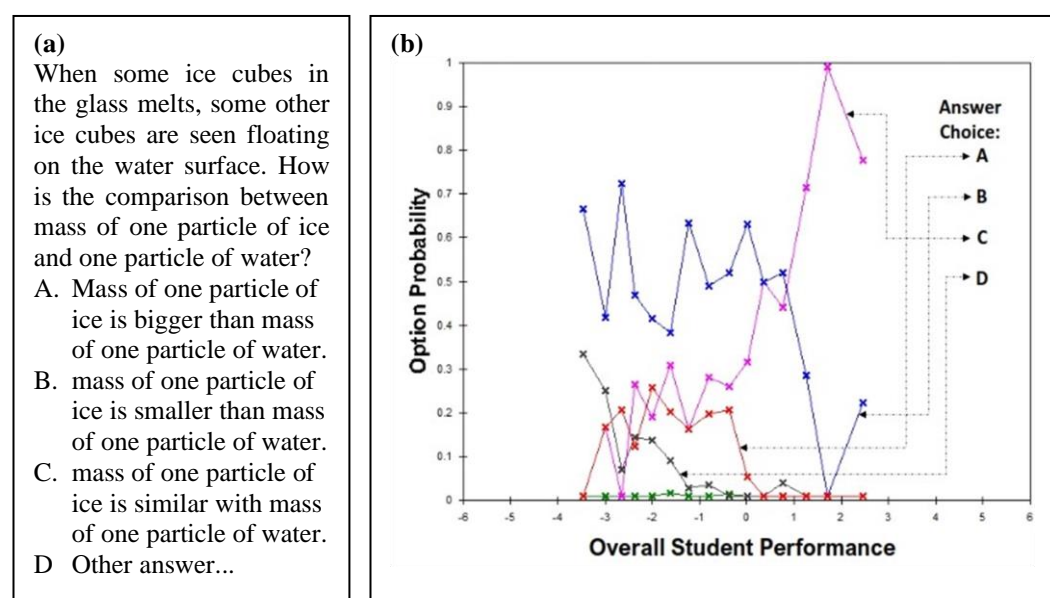 (a)
When some ice cubes in
the glass melts, some other
ice cubes are seen floating
on the water surface. How
is the comparison between
mass of one particle of ice
and one particle of water?
A. Mass of one particle of
ice is bigger than mass
of one particle of water.
B. mass of one particle of
ice is smaller than mass
of one particle of water.
C. mass of one particle of
ice is similar with mass
of one particle of water.
D Other answer...
(b)
Option Probability
1
0.9
0.8
0.7
0.6
0.5
0.4
0.3
0.2
0.1
0
-6 -5 -4 -3 -2 -1 0 1 2 3 4 5 6
Overall Student Performance
Answer
Choice:
A
B
C
D